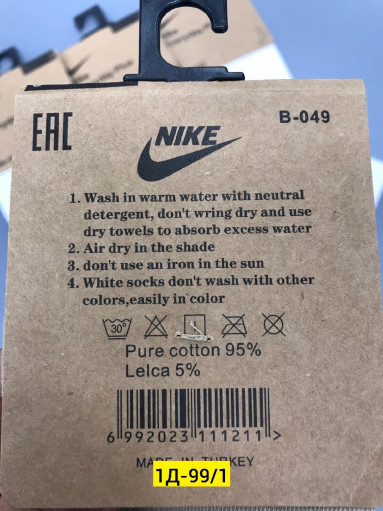 EAC
NIKE
B-049
1. Wash in warm water with neutral
detergent, don't wring dry and use
dry towels to absorb excess water
2. Air dry in the shade
3. don't use an iron in the sun
4. White socks don't wash with other
colors,easily in color
30°
Pure cotton 95%
Lelca 5%
6 992023 111211 >
MADE IN TURKEY
1Д-99/1